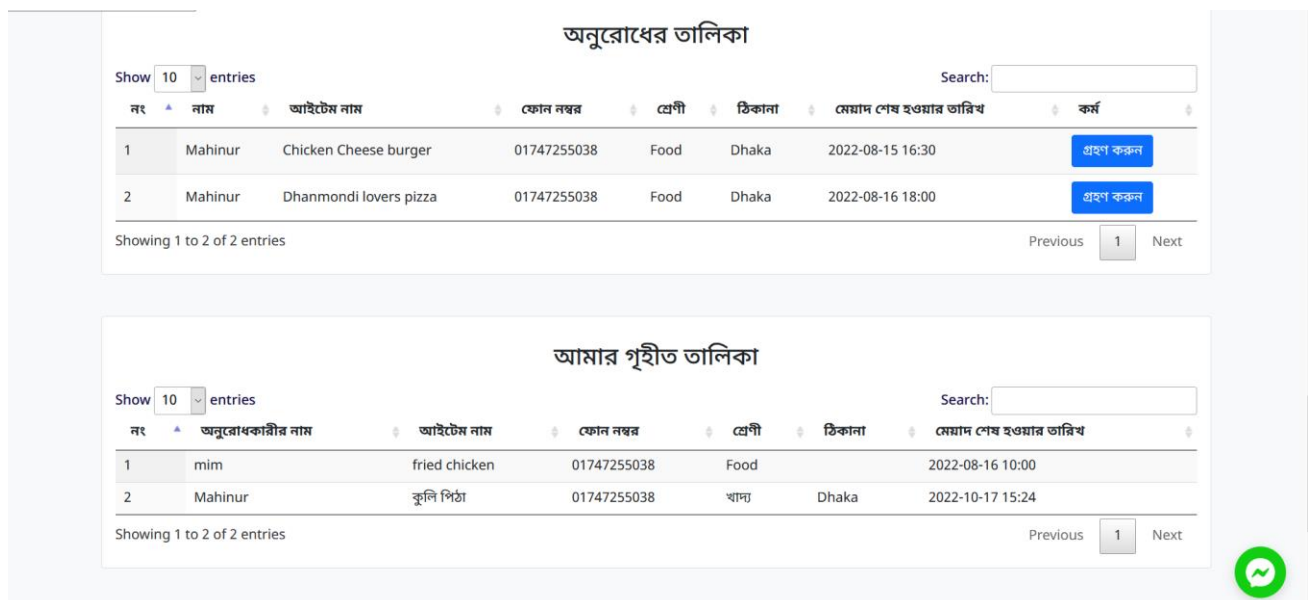 অনুরোধের তালিকা
Show 10 entries Search:
নং নাম আইটেম নাম ফোন নম্বর শ্রেণী ঠিকানা মেয়াদ শেষ হওয়ার তারিখ কর্ম
1 Mahinur Chicken Cheese burger 01747255038 Food Dhaka 2022-08-15 16:30 গ্রহণ করুন
2 Mahinur Dhanmondi lovers pizza 01747255038 Food Dhaka 2022-08-16 18:00 গ্রহণ করুন
Showing 1 to 2 of 2 entries Previous 1 Next
আমার গৃহীত তালিকা
Show 10 entries Search:
নং অনুরোধকারীর নাম আইটেম নাম ফোন নম্বর শ্রেণী ঠিকানা মেয়াদ শেষ হওয়ার তারিখ
1 mim fried chicken 01747255038 Food 2022-08-16 10:00
2 Mahinur কুলি পিঠা 01747255038 খাদ্য Dhaka 2022-10-17 15:24
Showing 1 to 2 of 2 entries Previous 1 Next